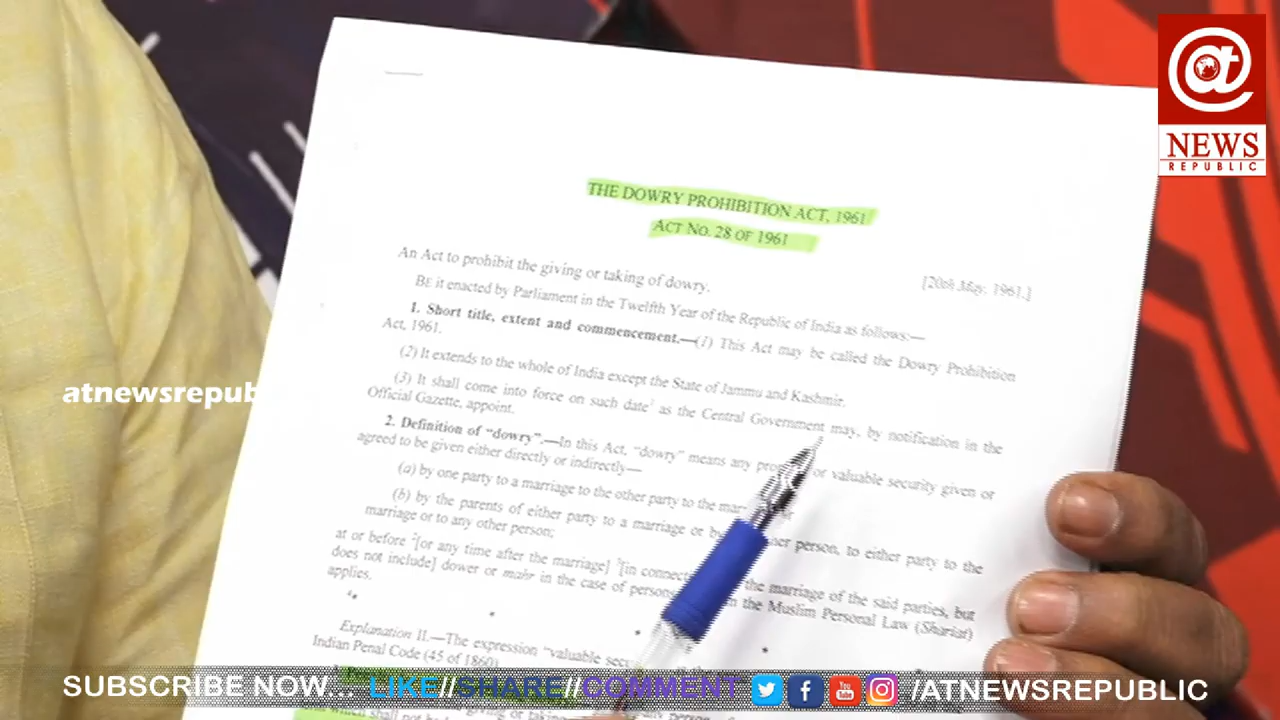 @t
NEWS
REPUBLIC
THE DOWRY PROHIBITION ACT, 1961
ACT NO. 28 OF 1961
An Act to prohibit the giving or taking of dowry.
[20th May, 1961.]
BE it enacted by Parliament in the Twelfth Year of the Republic of India as follows:—
1. Short title, extent and commencement.—(1) This Act may be called the Dowry Prohibition
Act, 1961.
(2) It extends to the whole of India except the State of Jammu and Kashmir.
(3) It shall come into force on such date as the Central Government may, by notification in the
Official Gazette, appoint.
2. Definition of “dowry”.—In this Act, “dowry” means any or valuable security given or
agreed to be given either directly or indirectly—
(a) by one party to a marriage to the other party to the
(b) by the parents of either party to a marriage or person, to either party to the
marriage or to any other person;
at or before 2[or any time after the marriage] 3[in the marriage of the said parties, but
does not include] dower or mahr in the case of the Muslim Personal Law (Shariat)
applies.
4* * * *
Explanation II.—The expression “valuable
Indian Penal Code (45 of 1860).
giving or
atnewsrepub
SUBSCRIBE NOW... LIKE//SHARE//COMMENT /ATNEWSREPUBLIC